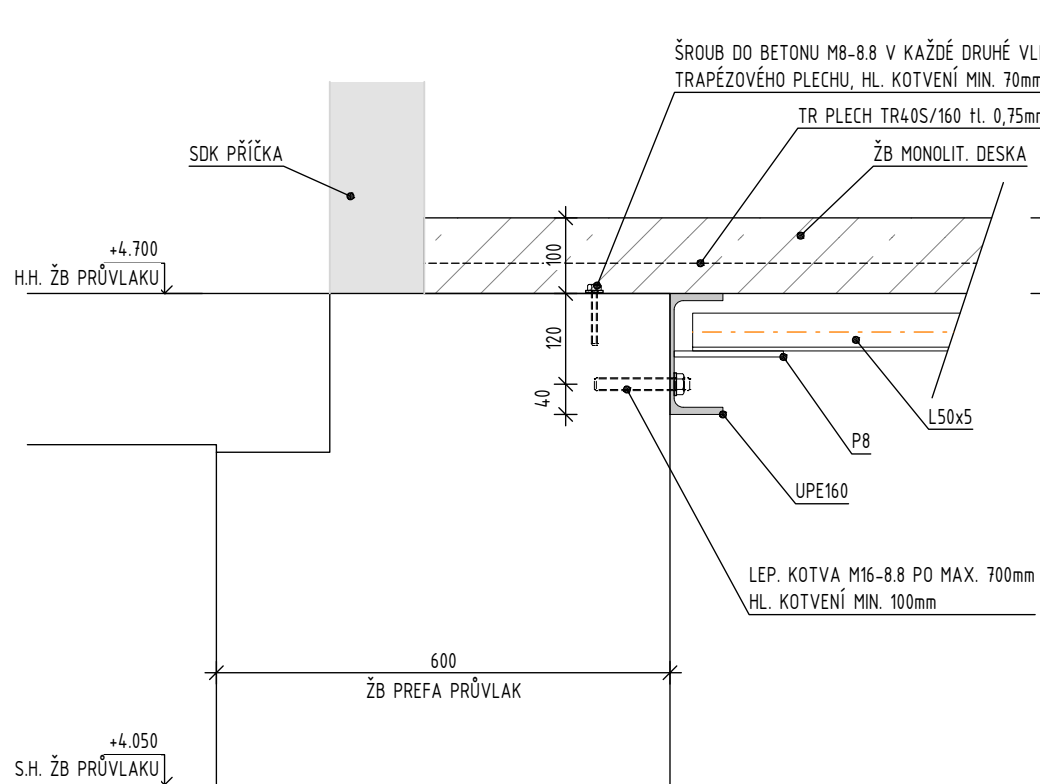 ŠROUB DO BETONU M8-8.8 V KAŽDÉ DRUHÉ
TRAPÉZOVÉHO PLECHU, HL. KOTVENÍ MIN. 70mm
TR PLECH TR40S/160 tl. 0,75mm
SDK PŘÍČKA
ŽB MONOLIT. DESKA
+4.700
H.H. ŽB PRŮVLAKU
100
120
40
L50x5
P8
UPE160
LEP. KOTVA M16-8.8 PO MAX. 700mm
HL. KOTVENÍ MIN. 100mm
600
ŽB PREFA PRŮVLAK
+4.050
S.H. ŽB PRŮVLAKU